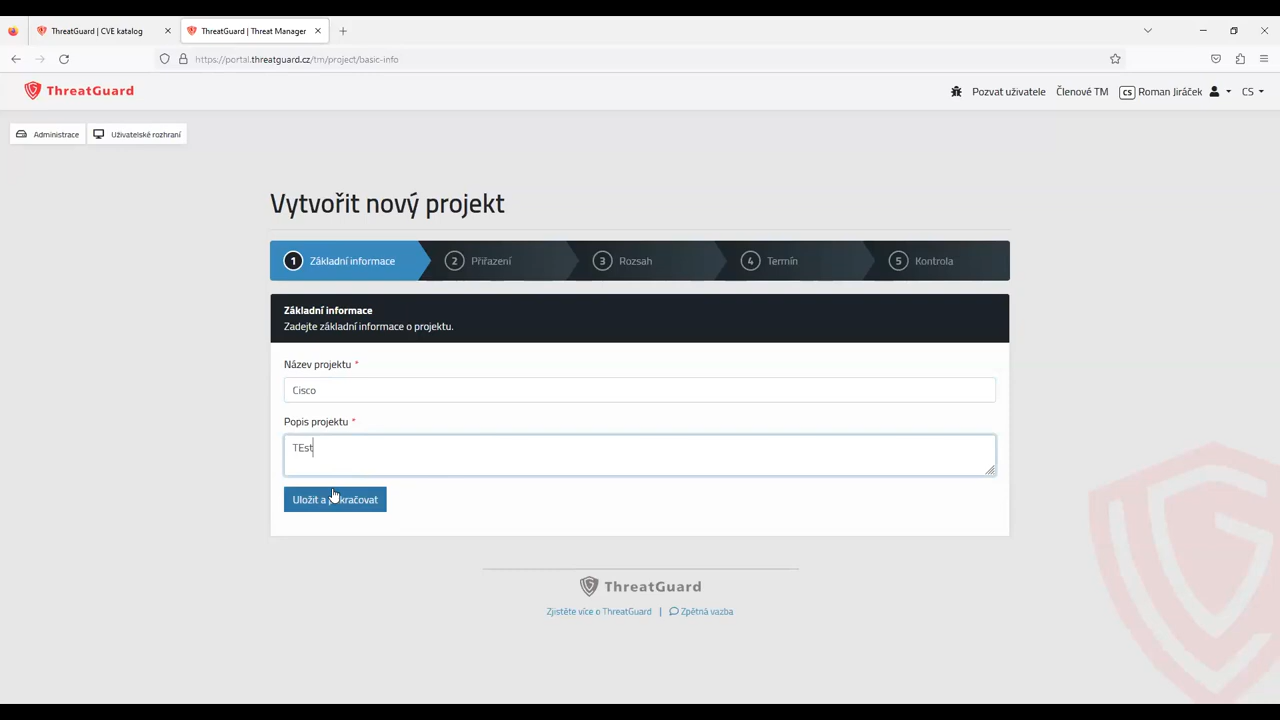 ThreatGuard | CVE katalog
ThreatGuard | Threat Manager
https://portal.threatguard.cz/tm/project/basic-info
ThreatGuard
Pozvat uživatele
Členové TM
CS Roman Jiráček
CS
Administrace
Uživatelské rozhraní
Vytvořit nový projekt
1 Základní informace
2 Přiřazení
3 Rozsah
4 Termín
5 Kontrola
Základní informace
Zadejte základní informace o projektu.
Název projektu *
Cisco
Popis projektu *
TEst
Uložit a
ThreatGuard
Zjistěte více o ThreatGuard | Zpětná vazba